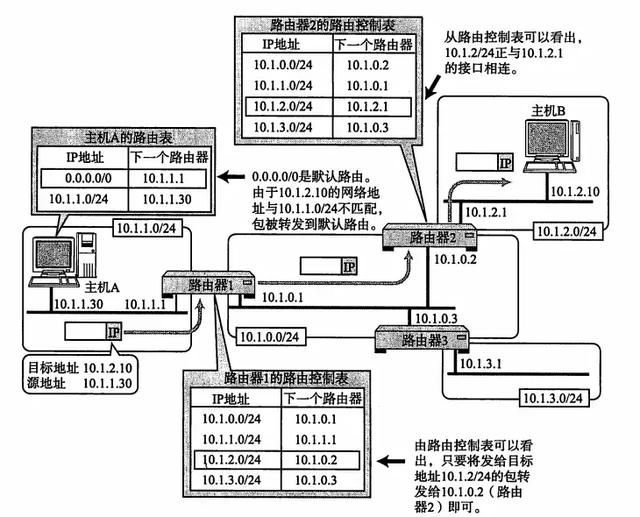 路由器2的路由控制表
IP地址 下一个路由器
10.1.0.0/24 10.1.0.2
10.1.1.0/24 10.1.0.1
10.1.2.0/24 10.1.2.1
10.1.3.0/24 10.1.0.3
从路由控制表可以看出，
10.1.2/24正与10.1.2.1
的接口相连。
主机B
IP
10.1.2.10
10.1.2.1
10.1.2.0/24
主机A的路由表
IP地址 下一个路由器
0.0.0.0/0 10.1.1.1
10.1.1.0/24 10.1.1.30
0.0.0.0/0是默认路由。
由于10.1.2.10的网络地
址与10.1.1.0/24不匹配，
包被转发到默认路由。
10.1.1.0/24
路由器2
10.1.0.2
主机A
10.1.1.30 10.1.1.1
路由器1
10.1.0.1
IP
IP
10.1.0.3
10.1.0.0/24
路由器3
10.1.3.1
10.1.3.0/24
目标地址 10.1.2.10
源地址 10.1.1.30
路由器1的路由控制表
IP地址 下一个路由器
10.1.0.0/24 10.1.0.1
10.1.1.0/24 10.1.1.1
10.1.2.0/24 10.1.0.2
10.1.3.0/24 10.1.0.3
由路由控制表可以看
出，只要将发给目标
地址10.1.2/24的包转
发给10.1.0.2（路由
器2）即可。